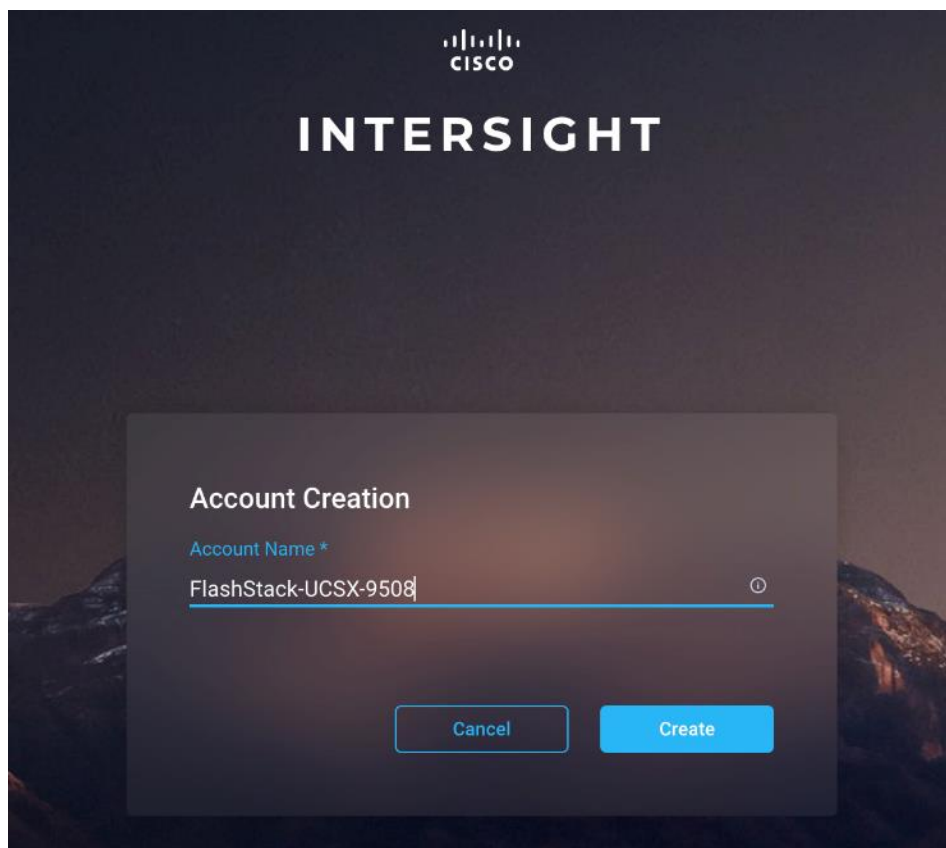 CISCO
INTERSIGHT
Account Creation
Account Name *
FlashStack-UCSX-9508
Cancel
Create